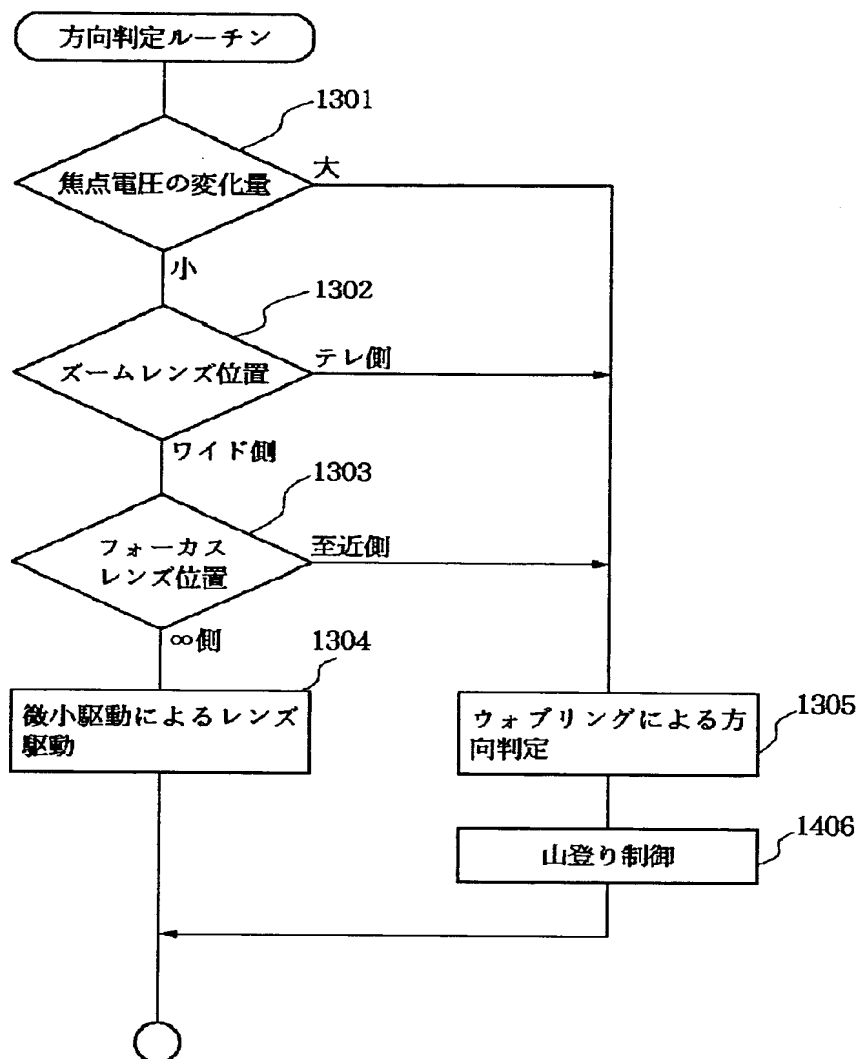 方向判定ルーチン
1301
焦点電圧の変化量
大
小
1302
ズームレンズ位置
テレ側
ワイド側
1303
フォーカス
レンズ位置
至近側
∞側
1304
微小駆動によるレンズ
駆動
1305
ウォブリングによる方
向判定
1406
山登り制御